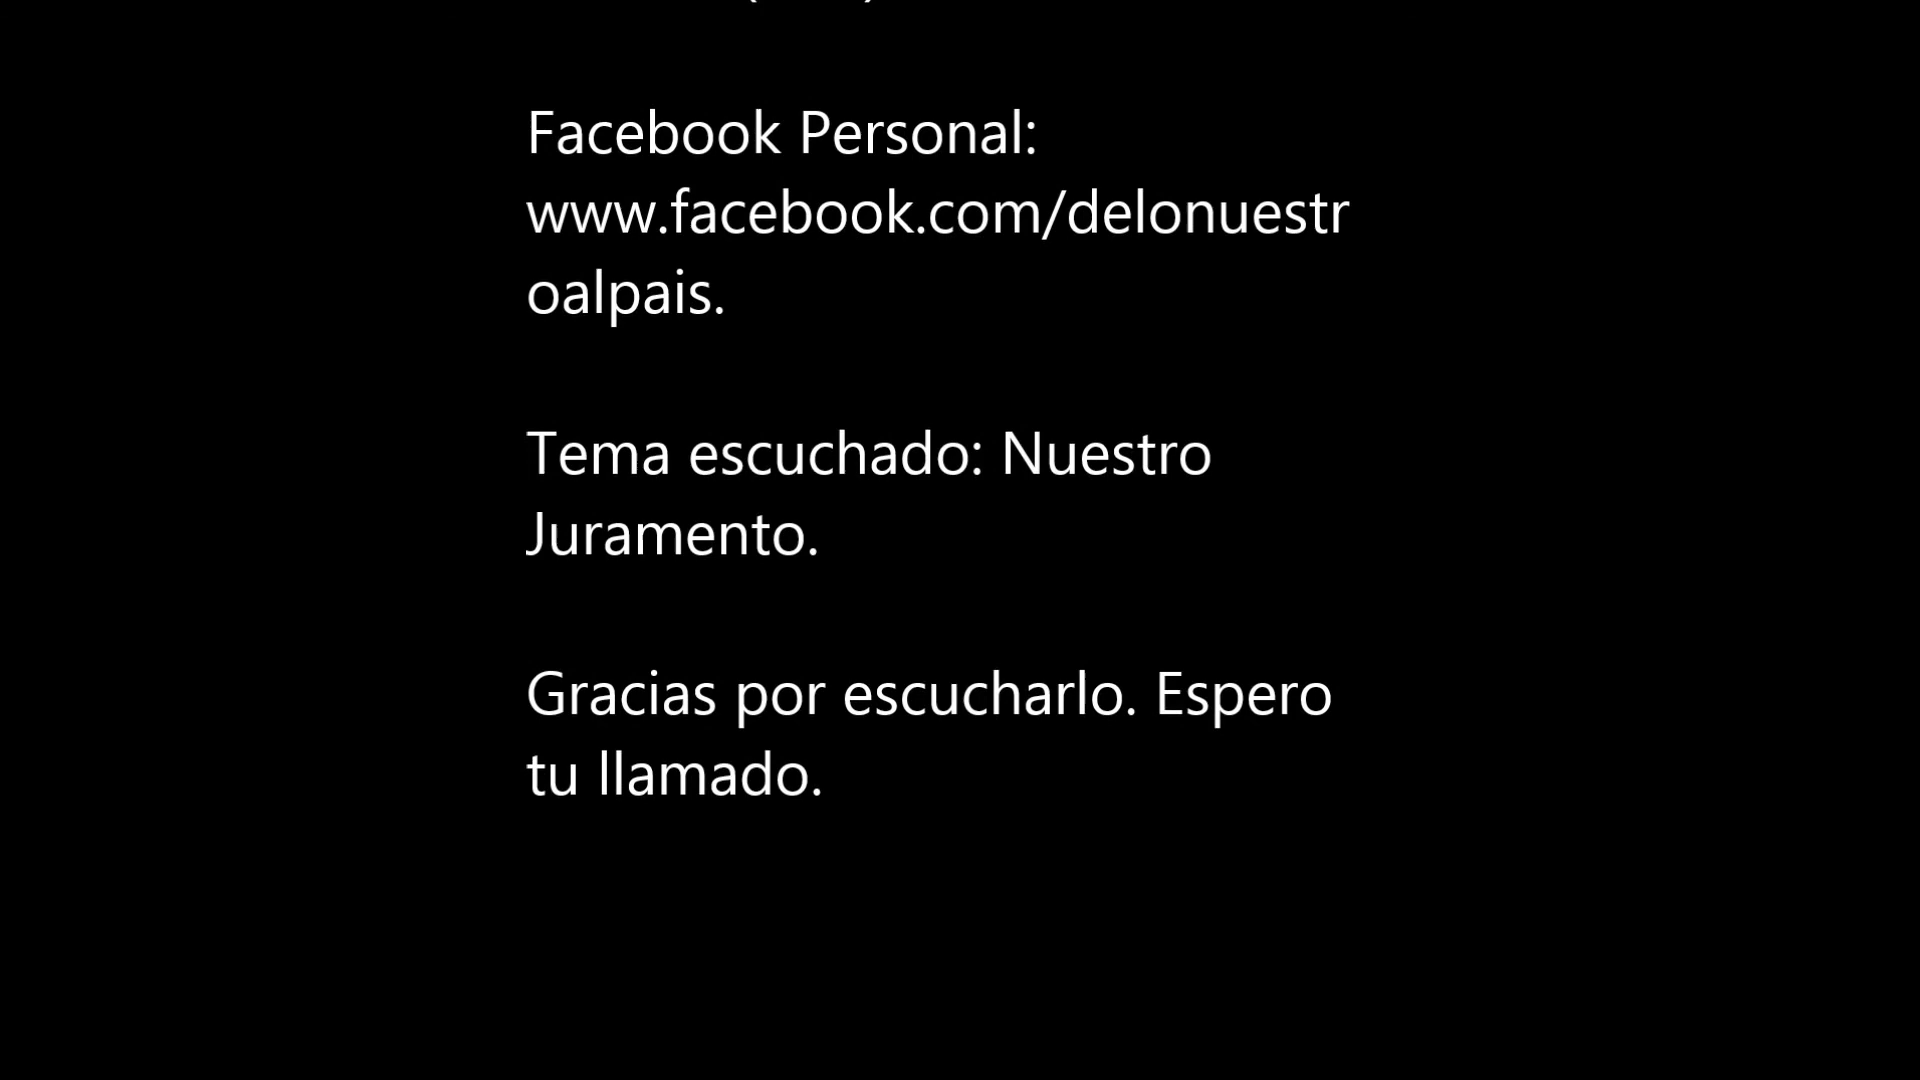 Facebook Personal:
www.facebook.com/delonuestr
oalpais.
Tema escuchado: Nuestro
Juramento.
Gracias por escucharlo. Espero
tu llamado.